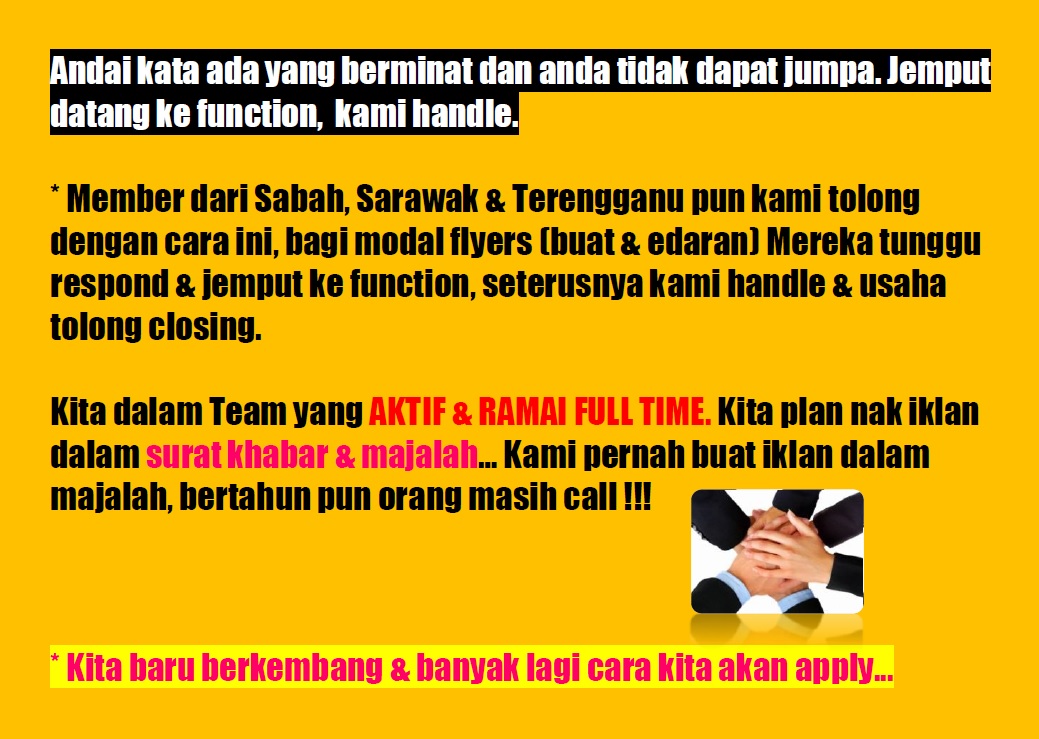 Andai kata ada yang berminat dan anda tidak dapat jumpa. Jemput
datang ke function,  kami handle.
* Member dari Sabah, Sarawak & Terengganu pun kami tolong
dengan cara ini, bagi modal flyers (buat & edaran) Mereka tunggu
respond & jemput ke function, seterusnya kami handle & usaha
tolong closing.
Kita dalam Team yang AKTIF & RAMAI FULL TIME. Kita plan nak iklan
dalam surat khabar & majalah... Kami pernah buat iklan dalam
majalah, bertahun pun orang masih call !!!
* Kita baru berkembang & banyak lagi cara kita akan apply...